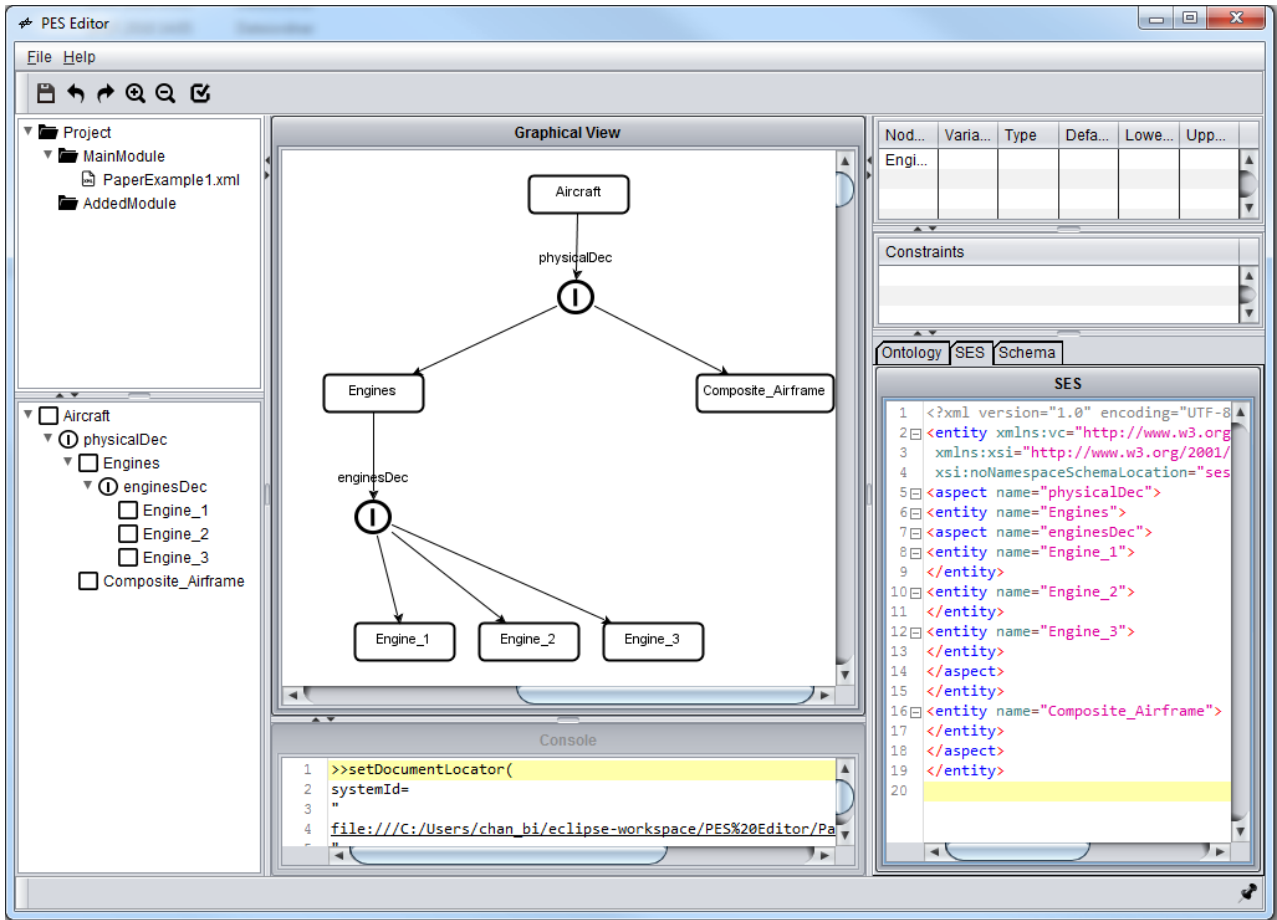 PES Editor
File Help
Project
MainModule
PaperExample1.xml
AddedModule
Aircraft
physicalDec
Engines
enginesDec
Engine_1
Engine_2
Engine_3
Composite_Airframe
Graphical View
Aircraft
physicalDec
Engines
Composite_Airframe
enginesDec
Engine_1
Engine_2
Engine_3
Console
1 >>setDocumentLocator(
2 systemId=
3 "
4 file:///C:/Users/chan_bi/eclipse-workspace/PES%20Editor/Pa
Nod... Varia... Type Defa... Lowe... Upp...
Engi...
Constraints
Ontology SES Schema
SES
1 <?xml version="1.0" encoding="UTF-8
2 <entity xmlns:vc="http://www.w3.org
3 xmlns:xsi="http://www.w3.org/2001/
4 xsi:noNamespaceSchemaLocation="ses
5 <aspect name="physicalDec">
6 <entity name="Engines">
7 <aspect name="enginesDec">
8 <entity name="Engine_1">
9 </entity>
10 <entity name="Engine_2">
11 </entity>
12 <entity name="Engine_3">
13 </entity>
14 </aspect>
15 </entity>
16 <entity name="Composite_Airframe">
17 </entity>
18 </aspect>
19 </entity>
20